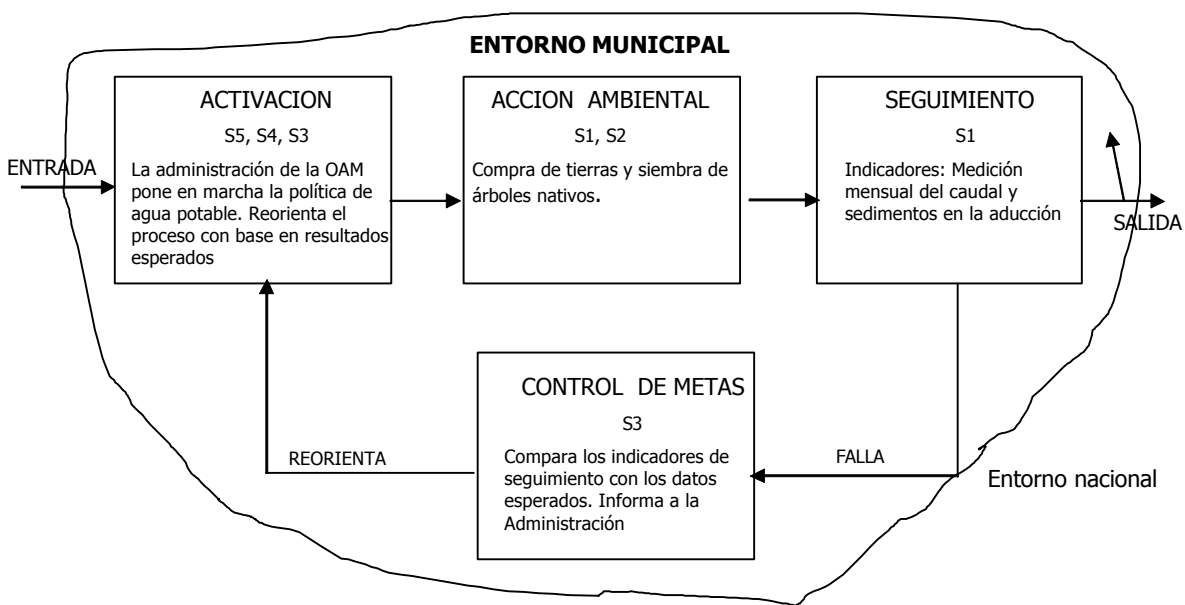 ENTORNO MUNICIPAL
ENTRADA
ACTIVACION
S5, S4, S3
La administración de la OAM
pone en marcha la política de
agua potable. Reorienta el
proceso con base en resultados
esperados
ACCION AMBIENTAL
S1, S2
Compra de tierras y siembra de
árboles nativos.
SEGUIMIENTO
S1
Indicadores: Medición
mensual del caudal y
sedimentos en la aducción
SALIDA
CONTROL DE METAS
S3
Compara los indicadores de
seguimiento con los datos
esperados. Informa a la
Administración
REORIENTA
FALLA
Entorno nacional